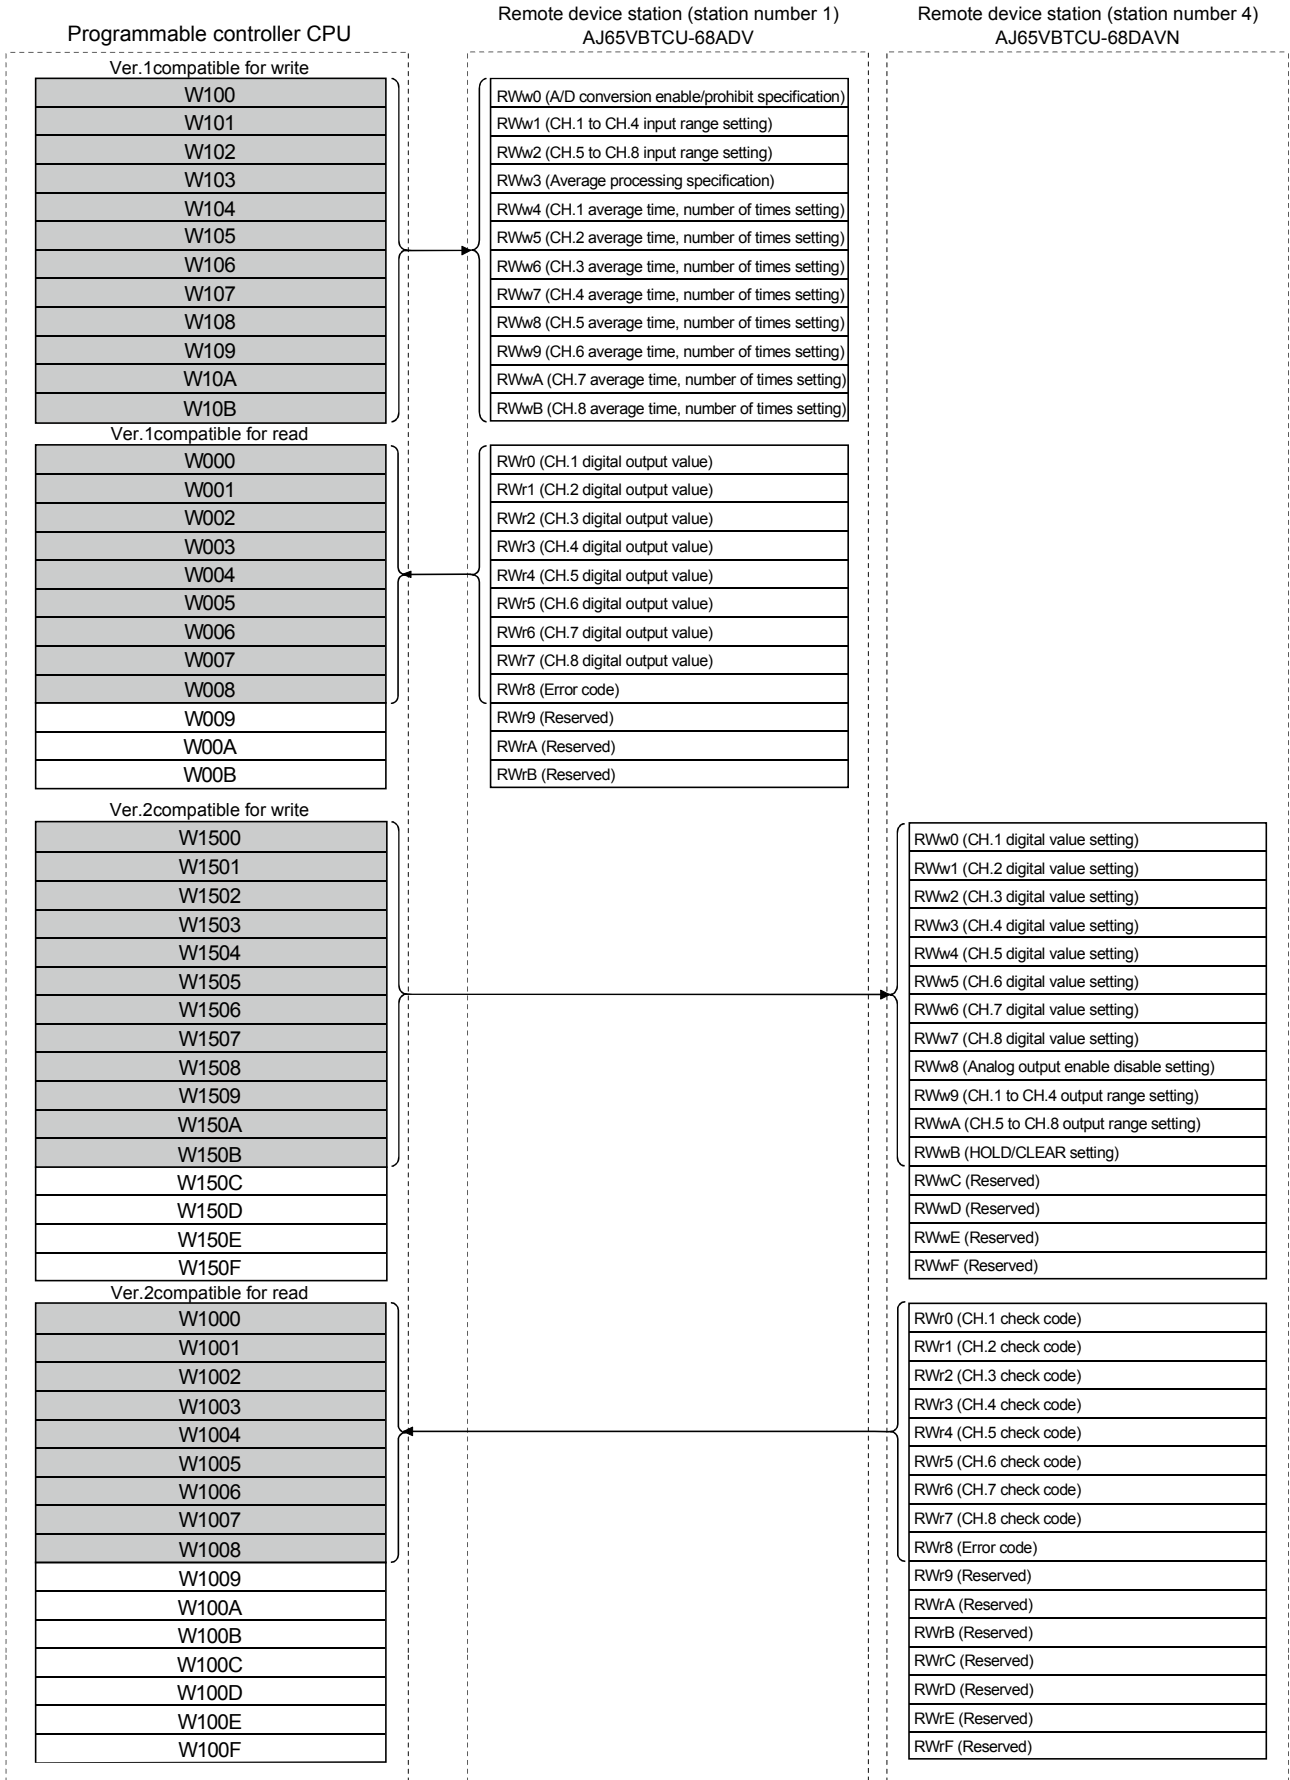 Programmable controller CPU
Remote device station (station number 1)
AJ65VBTCU-68ADV
Remote device station (station number 4)
AJ65VBTCU-68DAVN
Ver.1compatible for write
W100
W101
W102
W103
W104
W105
W106
W107
W108
W109
W10A
W10B
RWw0 (A/D conversion enable/prohibit specification)
RWw1 (CH.1 to CH.4 input range setting)
RWw2 (CH.5 to CH.8 input range setting)
RWw3 (Average processing specification)
RWw4 (CH.1 average time, number of times setting)
RWw5 (CH.2 average time, number of times setting)
RWw6 (CH.3 average time, number of times setting)
RWw7 (CH.4 average time, number of times setting)
RWw8 (CH.5 average time, number of times setting)
RWw9 (CH.6 average time, number of times setting)
RWwA (CH.7 average time, number of times setting)
RWwB (CH.8 average time, number of times setting)
Ver.1compatible for read
W000
W001
W002
W003
W004
W005
W006
W007
W008
W009
W00A
W00B
RWr0 (CH.1 digital output value)
RWr1 (CH.2 digital output value)
RWr2 (CH.3 digital output value)
RWr3 (CH.4 digital output value)
RWr4 (CH.5 digital output value)
RWr5 (CH.6 digital output value)
RWr6 (CH.7 digital output value)
RWr7 (CH.8 digital output value)
RWr8 (Error code)
RWr9 (Reserved)
RWrA (Reserved)
RWrB (Reserved)
Ver.2compatible for write
W1500
W1501
W1502
W1503
W1504
W1505
W1506
W1507
W1508
W1509
W150A
W150B
W150C
W150D
W150E
W150F
RWw0 (CH.1 digital value setting)
RWw1 (CH.2 digital value setting)
RWw2 (CH.3 digital value setting)
RWw3 (CH.4 digital value setting)
RWw4 (CH.5 digital value setting)
RWw5 (CH.6 digital value setting)
RWw6 (CH.7 digital value setting)
RWw7 (CH.8 digital value setting)
RWw8 (Analog output enable disable setting)
RWw9 (CH.1 to CH.4 output range setting)
RWwA (CH.5 to CH.8 output range setting)
RWwB (HOLD/CLEAR setting)
RWwC (Reserved)
RWwD (Reserved)
RWwE (Reserved)
RWwF (Reserved)
Ver.2compatible for read
W1000
W1001
W1002
W1003
W1004
W1005
W1006
W1007
W1008
W1009
W100A
W100B
W100C
W100D
W100E
W100F
RWr0 (CH.1 check code)
RWr1 (CH.2 check code)
RWr2 (CH.3 check code)
RWr3 (CH.4 check code)
RWr4 (CH.5 check code)
RWr5 (CH.6 check code)
RWr6 (CH.7 check code)
RWr7 (CH.8 check code)
RWr8 (Error code)
RWr9 (Reserved)
RWrA (Reserved)
RWrB (Reserved)
RWrC (Reserved)
RWrD (Reserved)
RWrE (Reserved)
RWrF (Reserved)